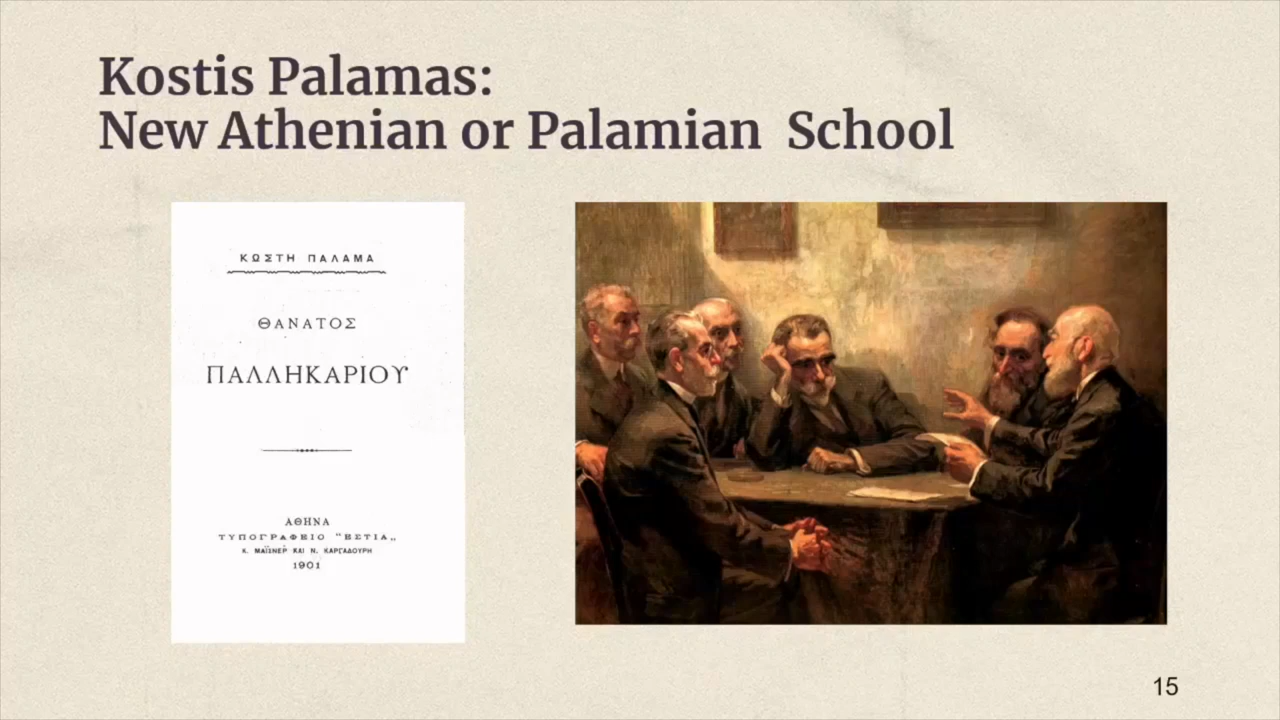 Kostis Palamas:
New Athenian or Palamian School
ΚΩΣΤΗ ΠΑΛΑΜΑ
ΘΑΝΑΤΟΣ
ΠΑΛΛΗΚΑΡΙΟΥ
ΑΘΗΝΑ
ΤΥΠΟΓΡΑΦΕΙΟ "ΕΣΤΙΑ„
Κ. ΜΑΪΣΝΕΡ ΚΑΙ Ν. ΚΑΡΓΑΔΟΥΡΗ
1901
15